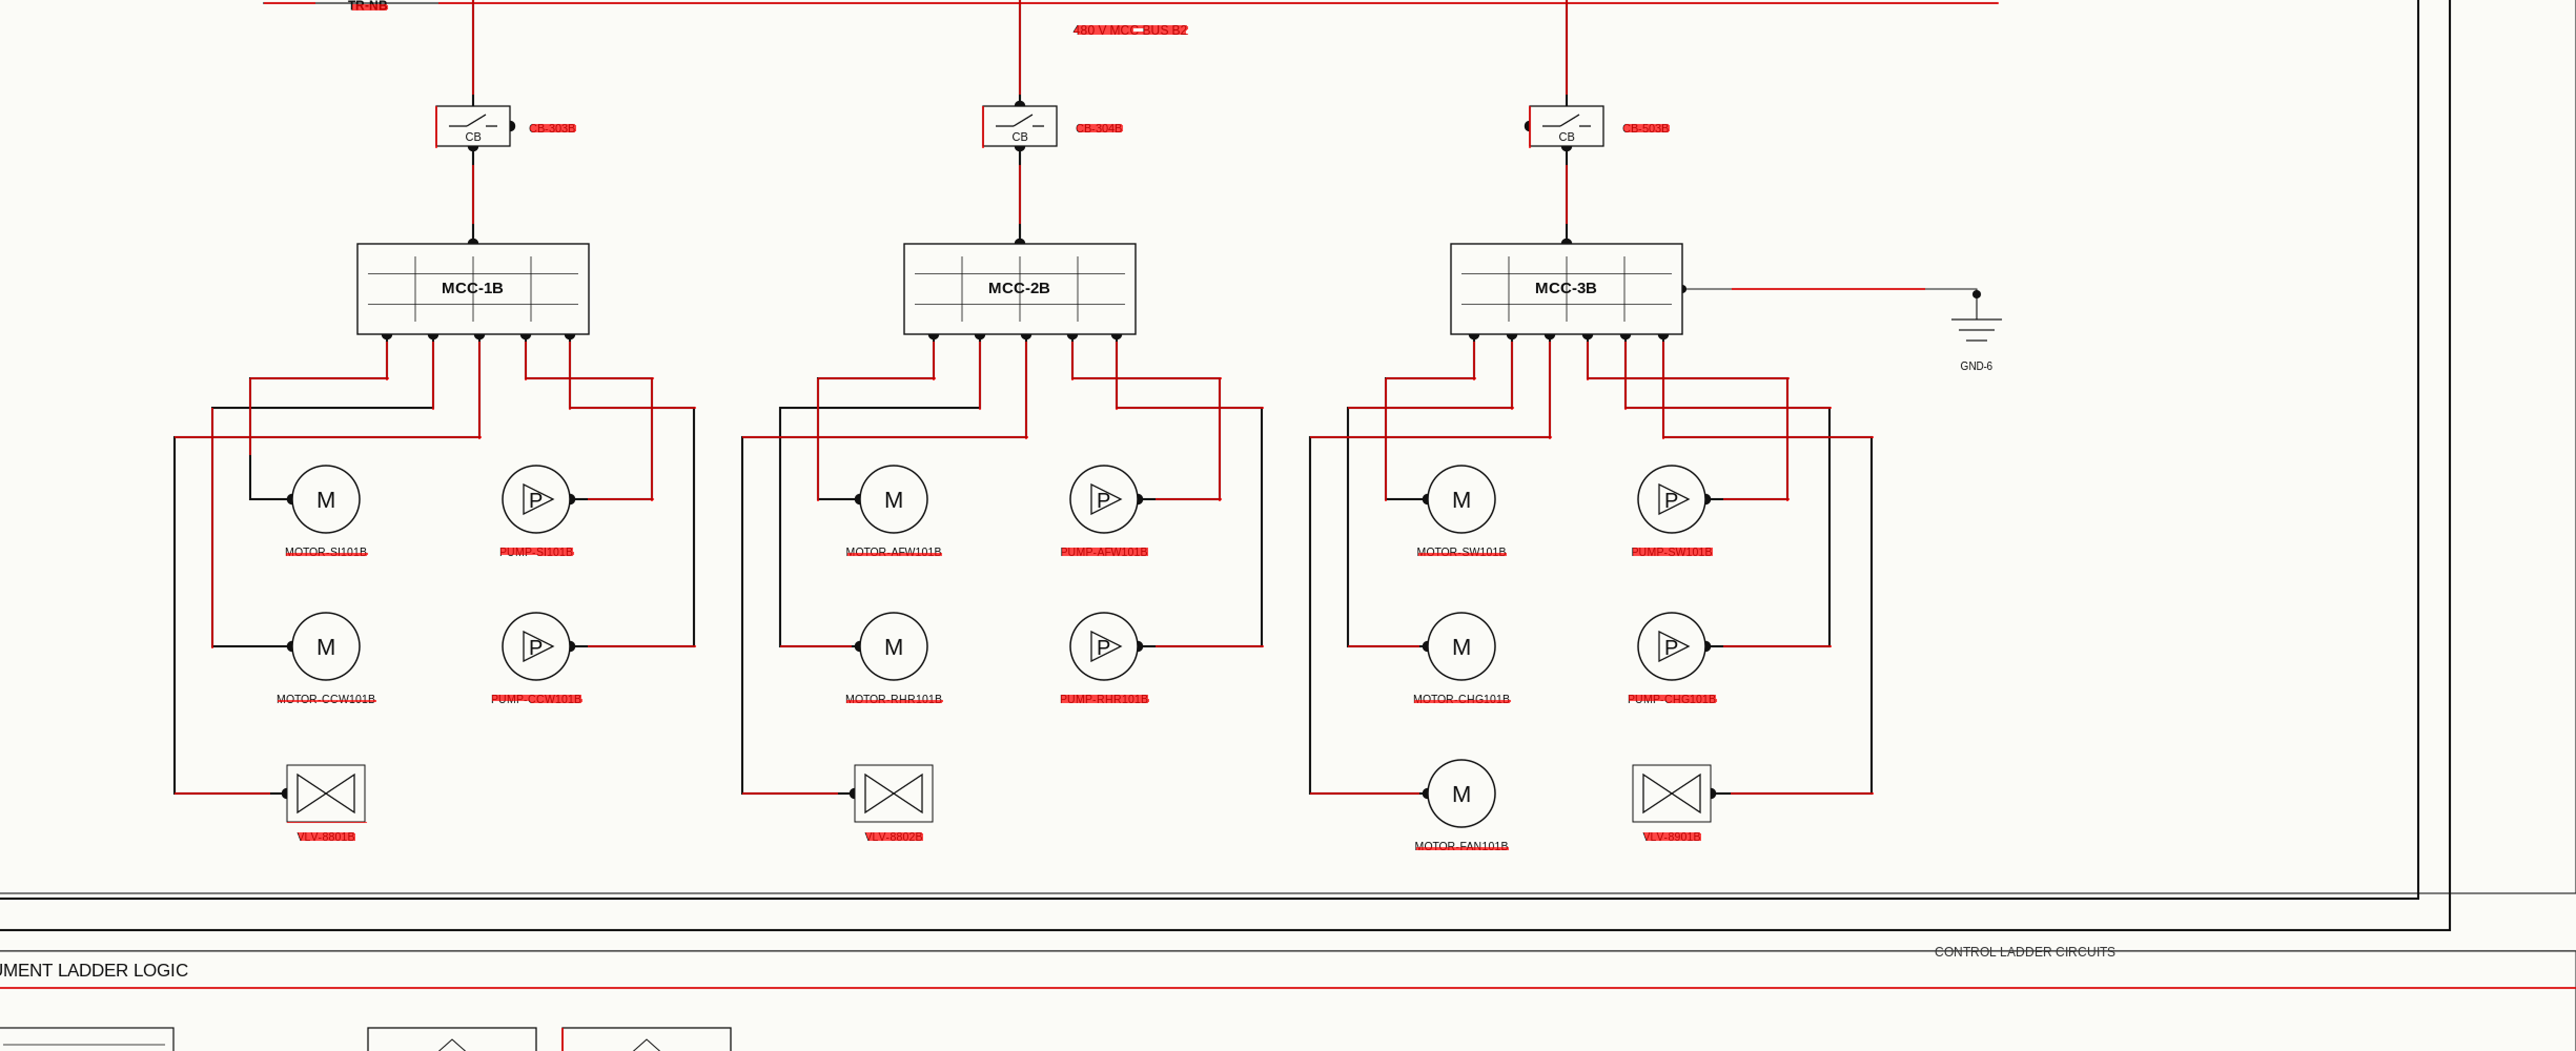 TR-NB
480 V MCC BUS B2
CB
CB-303B
CB
CB-304B
CB
CB-503B
MCC-1B
MCC-2B
MCC-3B
GND-6
M
P
M
P
M
P
MOTOR-SI101B
PUMP-SI101B
MOTOR-AFW101B
PUMP-AFW101B
MOTOR-SW101B
PUMP-SW101B
M
P
M
P
M
P
MOTOR-CCW101B
PUMP-CCW101B
MOTOR-RHR101B
PUMP-RHR101B
MOTOR-CHG101B
PUMP-CHG101B
M
VLV-8801B
VLV-8802B
MOTOR-FAN101B
VLV-8901B
CONTROL LADDER CIRCUITS
UMENT LADDER LOGIC